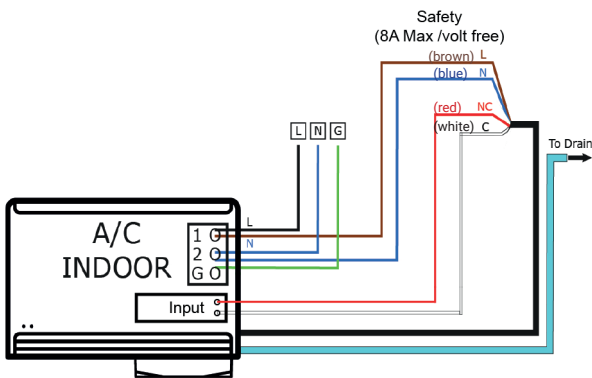 Safety
(8A Max /volt free)
(brown) L
(blue) N
(red) NC
(white) C
L N G
To Drain
L
A/C
INDOOR
1
2
G
N
Input